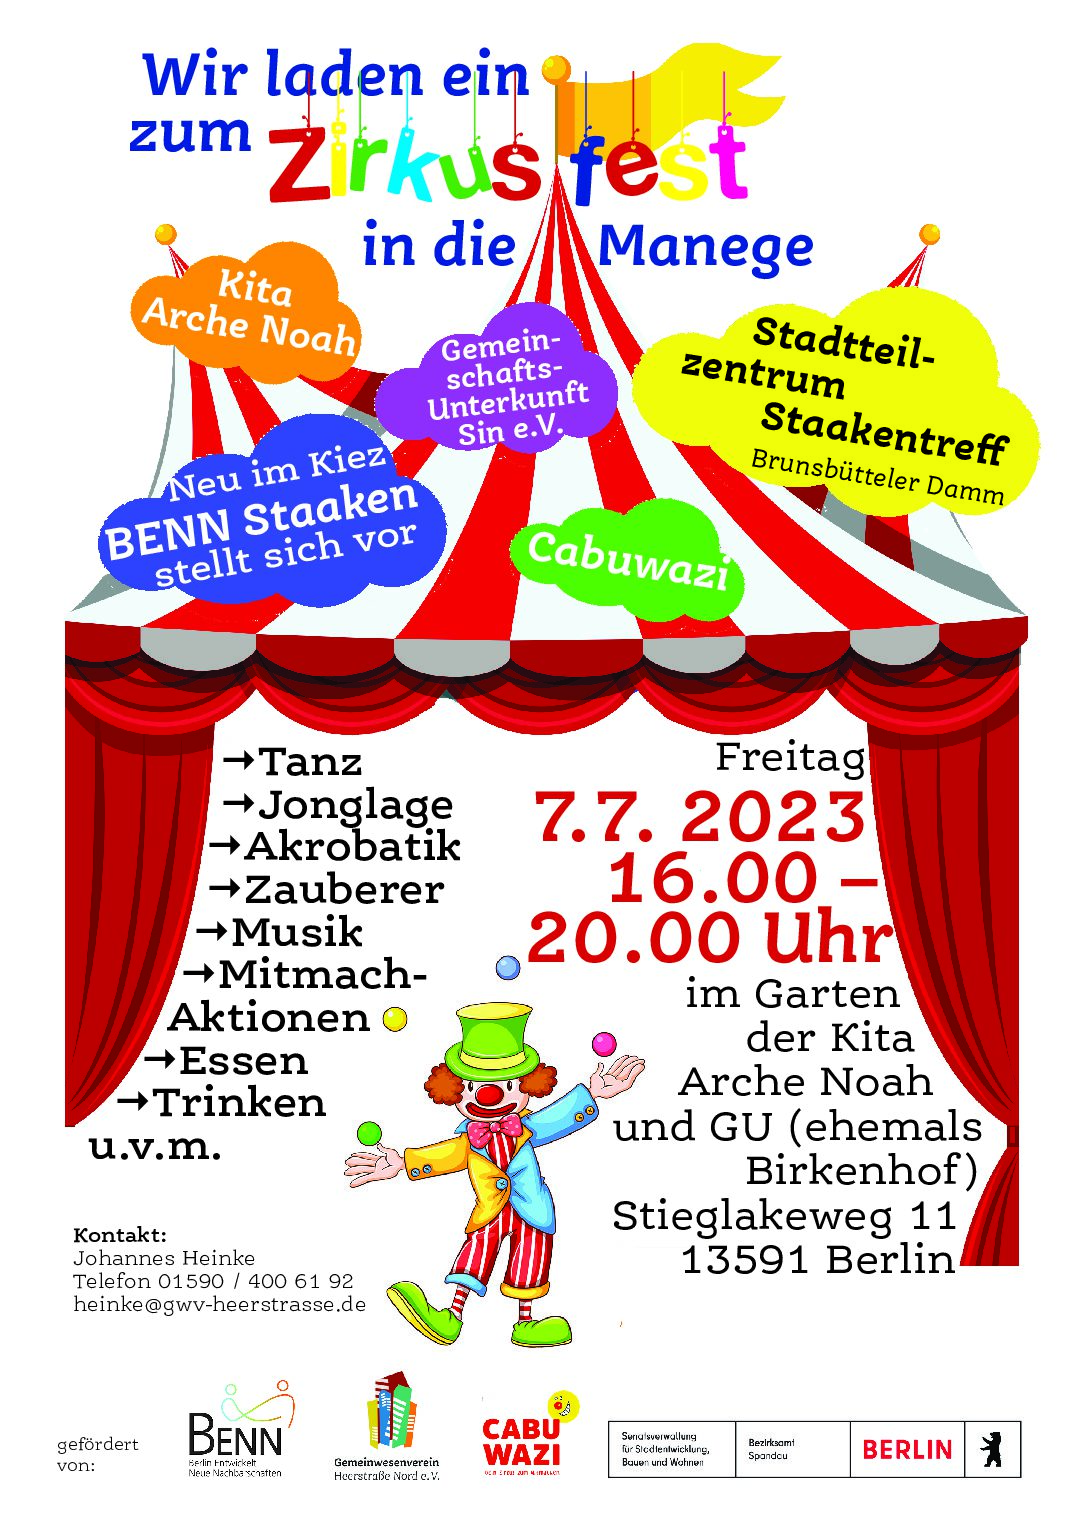 Wir laden ein
zum Zirkusfest
in die Manege
Kita
Arche Noah
Gemein-
schafts-
Unterkunft
Sin e.V.
Stadtteil-
zentrum
Staakentreff
Brunsbütteler Damm
Neu im Kiez
BENN Staaken
stellt sich vor
Cabuwazi
→Tanz
→Jonglage
→Akrobatik
→Zauberer
→Musik
→Mitmach-
Aktionen
→Essen
→Trinken
u.v.m.
Freitag
7.7. 2023
16.00 –
20.00 Uhr
im Garten
der Kita
Arche Noah
und GU (ehemals
Birkenhof)
Stieglakeweg 11
13591 Berlin
Kontakt:
Johannes Heinke
Telefon 01590 / 400 61 92
heinke@gwv-heerstrasse.de
gefördert
von:
BENN
Berlin Entwickelt
Neue Nachbarschaften
Gemeinwesenverein
Heerstraße Nord e.V.
CABU
WAZI
Senatsverwaltung
für Stadtentwicklung,
Bauen und Wohnen
Bezirksamt
Spandau
BERLIN